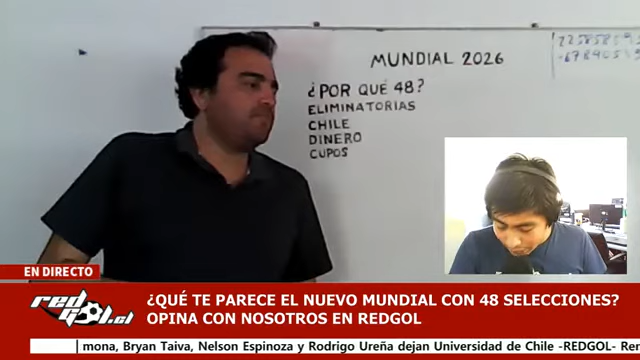 MUNDIAL 2026
¿POR QUÉ 48?
ELIMINATORIAS
CHILE
DINERO
CUPOS
EN DIRECTO
redgol.cl
¿QUÉ TE PARECE EL NUEVO MUNDIAL CON 48 SELECCIONES?
OPINA CON NOSOTROS EN REDGOL
mona, Bryan Taiva, Nelson Espinoza y Rodrigo Ureña dejan Universidad de Chile -REDGOL- Rer